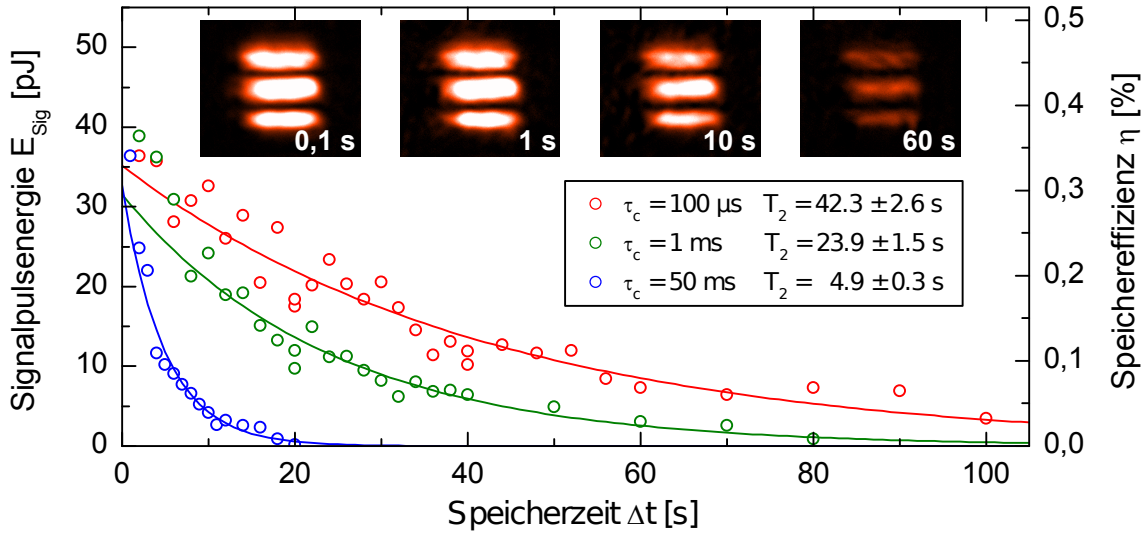 Signalpulsenergie E_Sig [pJ]
50
40
30
20
10
0
0,1 s
1 s
10 s
60 s
τ_c = 100 µs T_2 = 42.3 ± 2.6 s
τ_c = 1 ms T_2 = 23.9 ± 1.5 s
τ_c = 50 ms T_2 = 4.9 ± 0.3 s
0,5
0,4
0,3
0,2
0,1
0,0
Speichereffizienz η [%]
0 20 40 60 80 100
Speicherzeit Δt [s]